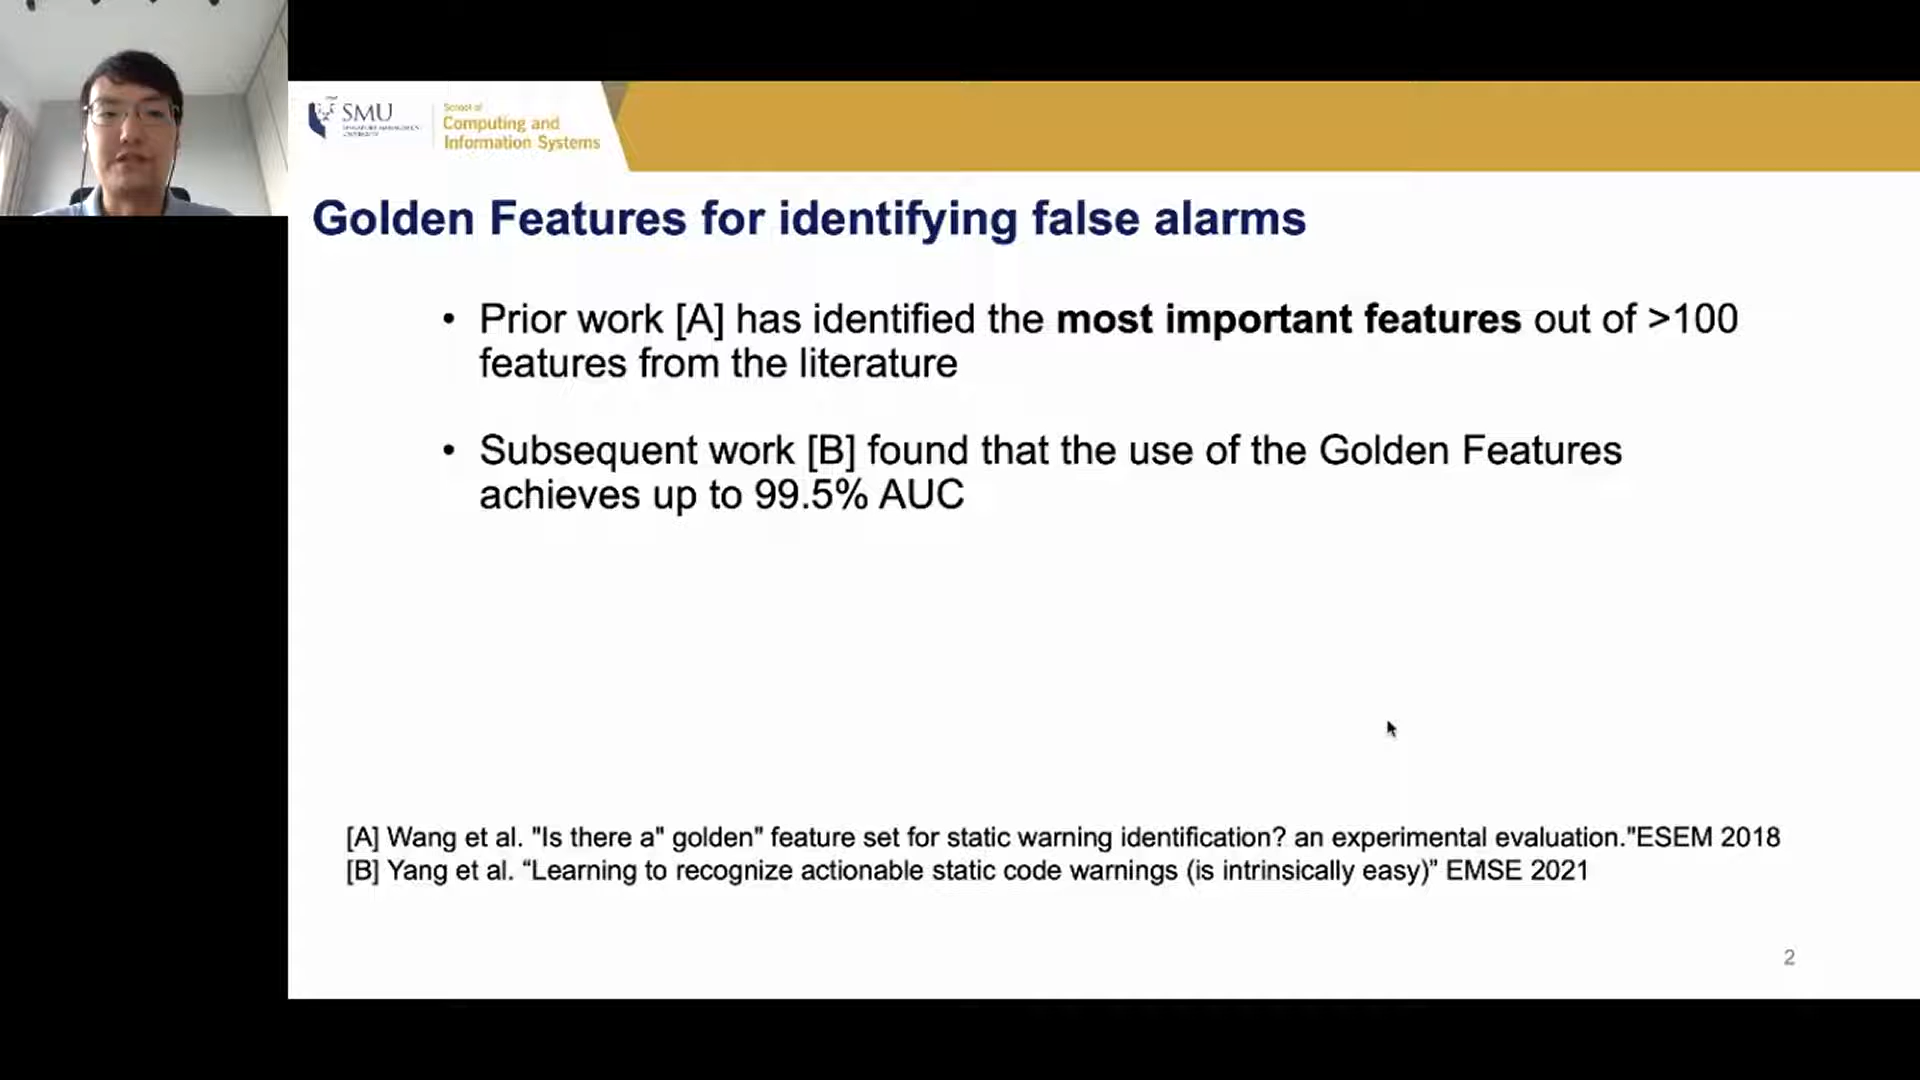 SMU
SINGAPORE MANAGEMENT
UNIVERSITY
School of
Computing and
Information Systems
Golden Features for identifying false alarms
• Prior work [A] has identified the most important features out of >100
features from the literature
• Subsequent work [B] found that the use of the Golden Features
achieves up to 99.5% AUC
[A] Wang et al. "Is there a" golden" feature set for static warning identification? an experimental evaluation."ESEM 2018
[B] Yang et al. “Learning to recognize actionable static code warnings (is intrinsically easy)” EMSE 2021
2